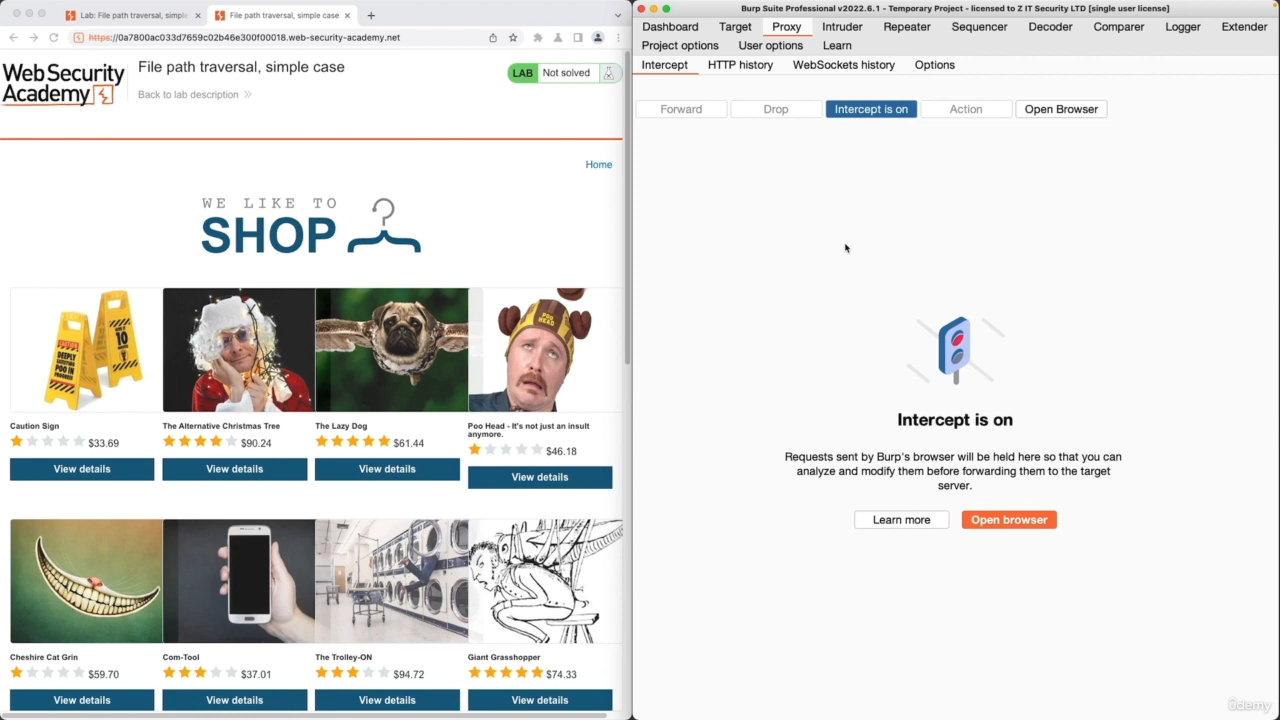 Lab: File path traversal, simple
File path traversal, simple case
https://0a7800ac033d7659c02b46e300f00018.web-security-academy.net
WebSecurity
Academy
File path traversal, simple case
Back to lab description
LAB
Not solved
Home
WE LIKE TO
SHOP
POO
HEAD
DEEPLY
POO IN
PROGRESS
Caution Sign
$33.69
View details
The Alternative Christmas Tree
$90.24
View details
The Lazy Dog
$61.44
View details
Poo Head - It's not just an insult
anymore.
$46.18
View details
Cheshire Cat Grin
$59.70
View details
Com-Tool
$37.01
View details
The Trolley-ON
$94.72
View details
Giant Grasshopper
$74.33
View details
Burp Suite Professional v2022.6.1 - Temporary Project - licensed to Z IT Security LTD [single user license]
Dashboard Target Proxy Intruder Repeater Sequencer Decoder Comparer Logger Extender
Project options User options Learn
Intercept HTTP history WebSockets history Options
Forward Drop Intercept is on Action Open Browser
Intercept is on
Requests sent by Burp's browser will be held here so that you can
analyze and modify them before forwarding them to the target
server.
Learn more Open browser
ûdemy